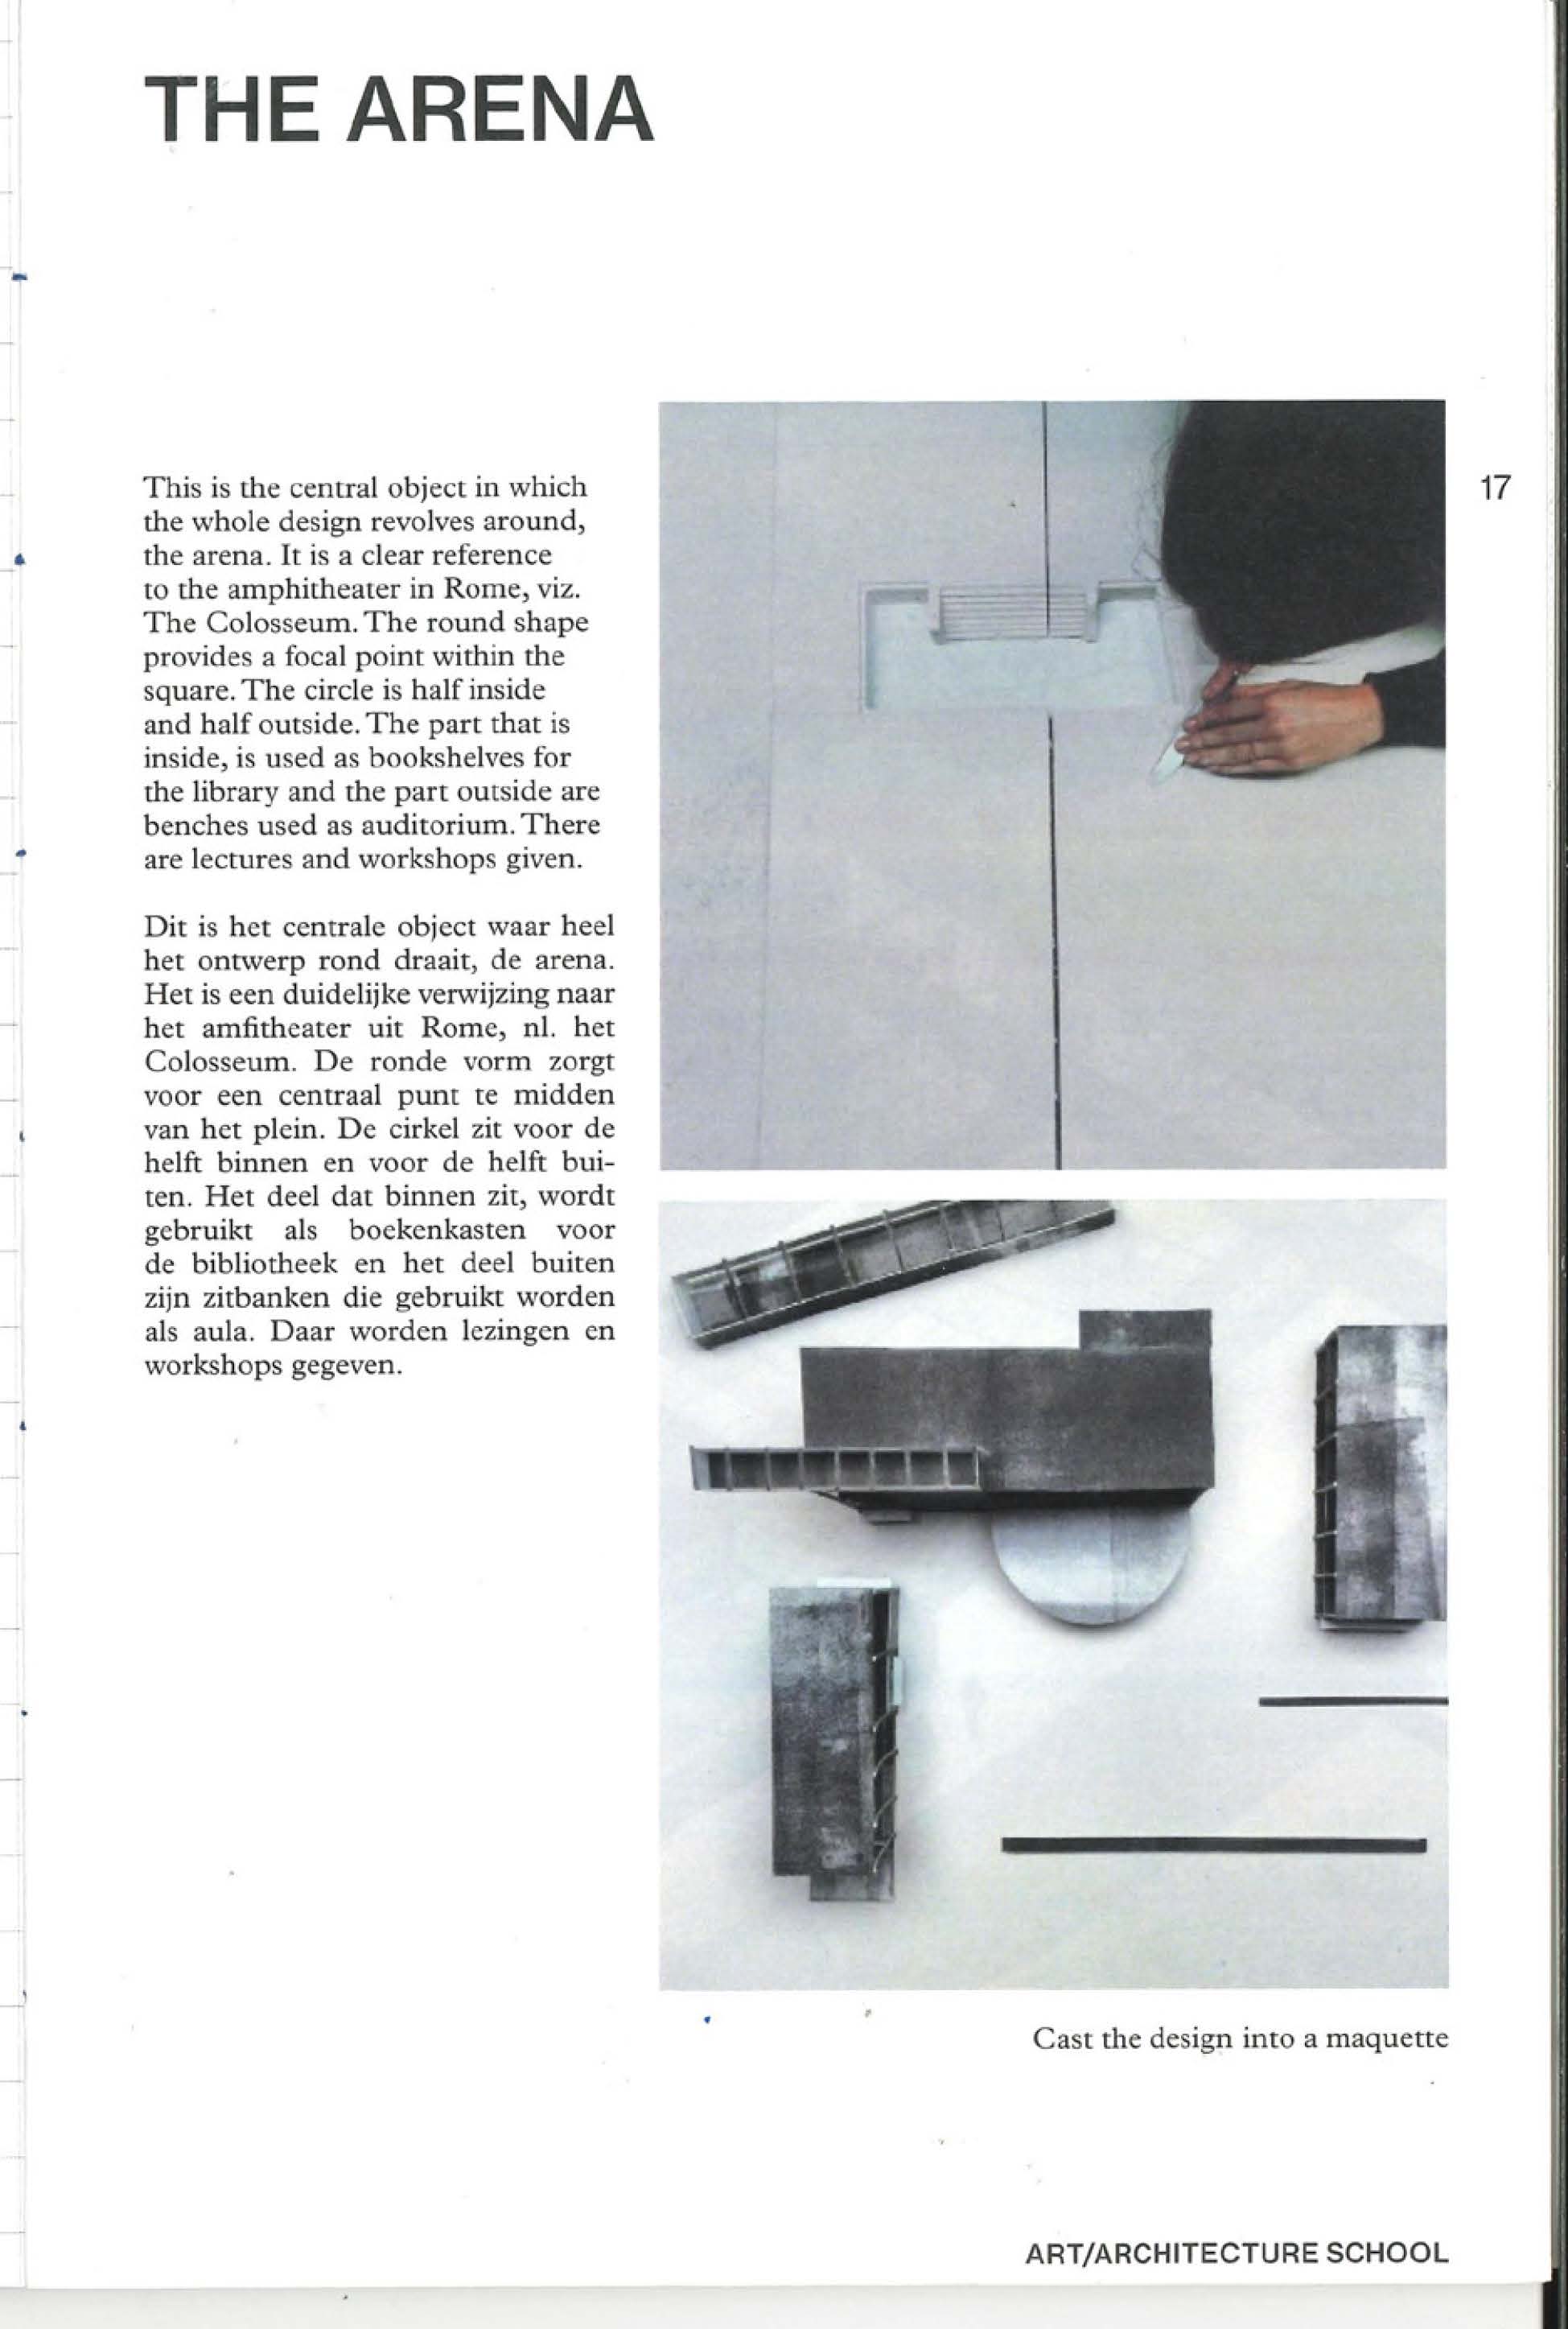 THE ARENA
This is the central object in which
the whole design revolves around,
the arena. It is a clear reference
to the amphitheater in Rome, viz.
The Colosseum. The round shape
provides a focal point within the
square. The circle is half inside
and half outside. The part that is
inside, is used as bookshelves for
the library and the part outside are
benches used as auditorium. There
are lectures and workshops given.
Dit is het centrale object waar heel
het ontwerp rond draait, de arena.
Het is een duidelijke verwijzing naar
het amfitheater uit Rome, nl. het
Colosseum. De ronde vorm zorgt
voor een centraal punt te midden
van het plein. De cirkel zit voor de
helft binnen en voor de helft bui-
ten. Het deel dat binnen zit, wordt
gebruikt als boekenkasten voor
de bibliotheek en het deel buiten
zijn zitbanken die gebruikt worden
als aula. Daar worden lezingen en
workshops gegeven.
17
Cast the design into a maquette
ART/ARCHITECTURE SCHOOL